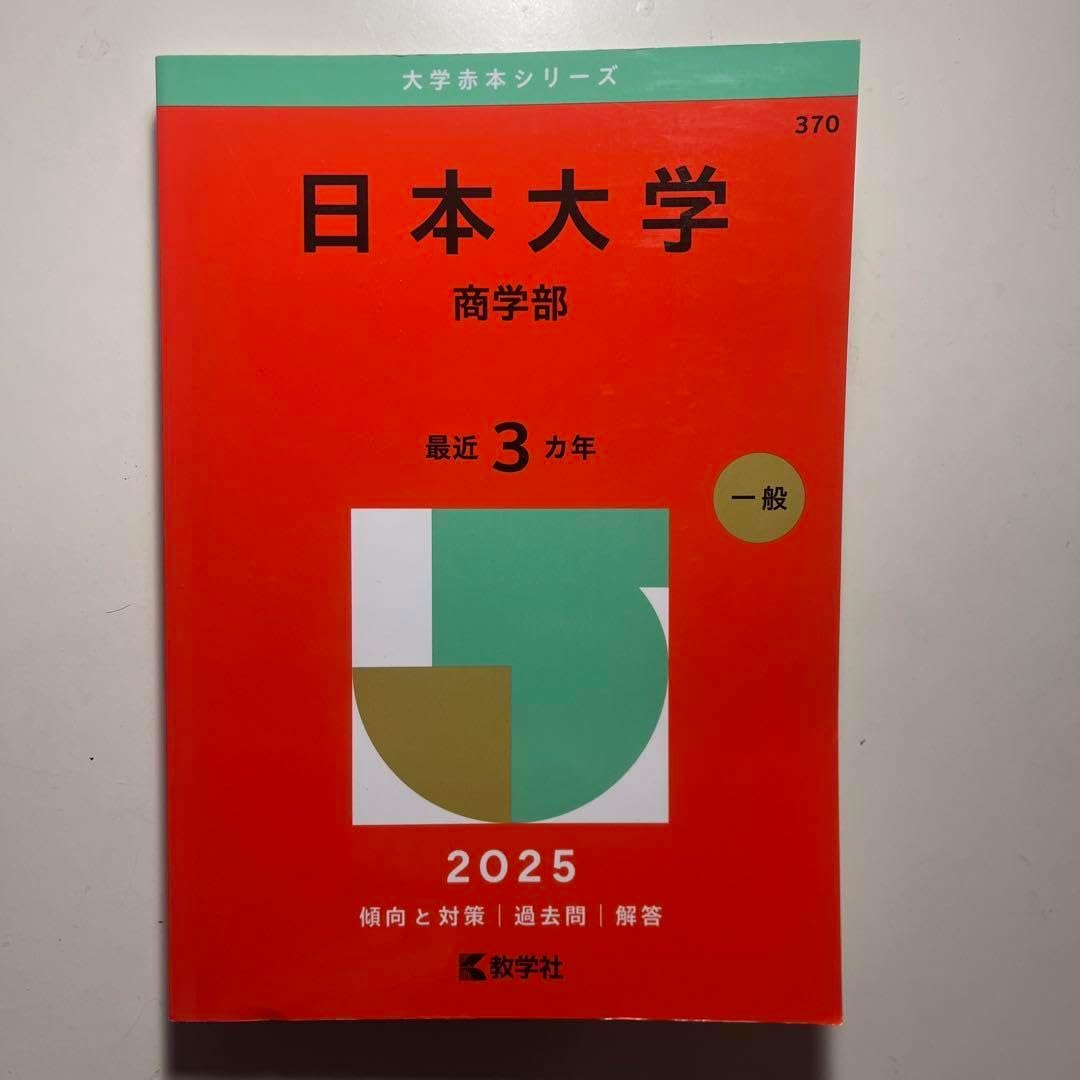 大学赤本シリーズ
370
日本大学
商学部
最近3カ年
一般
2025
傾向と対策｜過去問｜解答
教学社